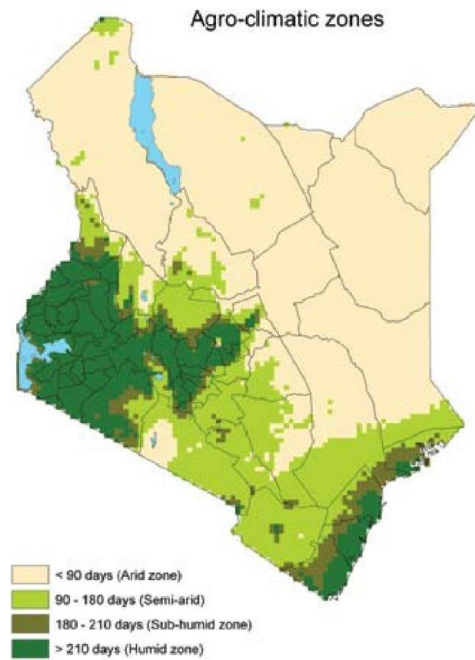 Agro-climatic zones
< 90 days (Arid zone)
90 - 180 days (Semi-arid)
180 - 210 days (Sub-humid zone)
> 210 days (Humid zone)